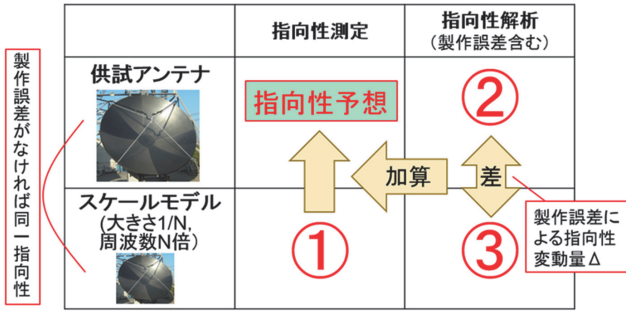 指向性測定
指向性解析
(製作誤差含む)
製作誤差がなければ同一指向性
供試アンテナ
指向性予想
②
加算
差
スケールモデル
(大きさ1/N,
周波数N倍)
①
③
製作誤差に
よる指向性
変動量Δ